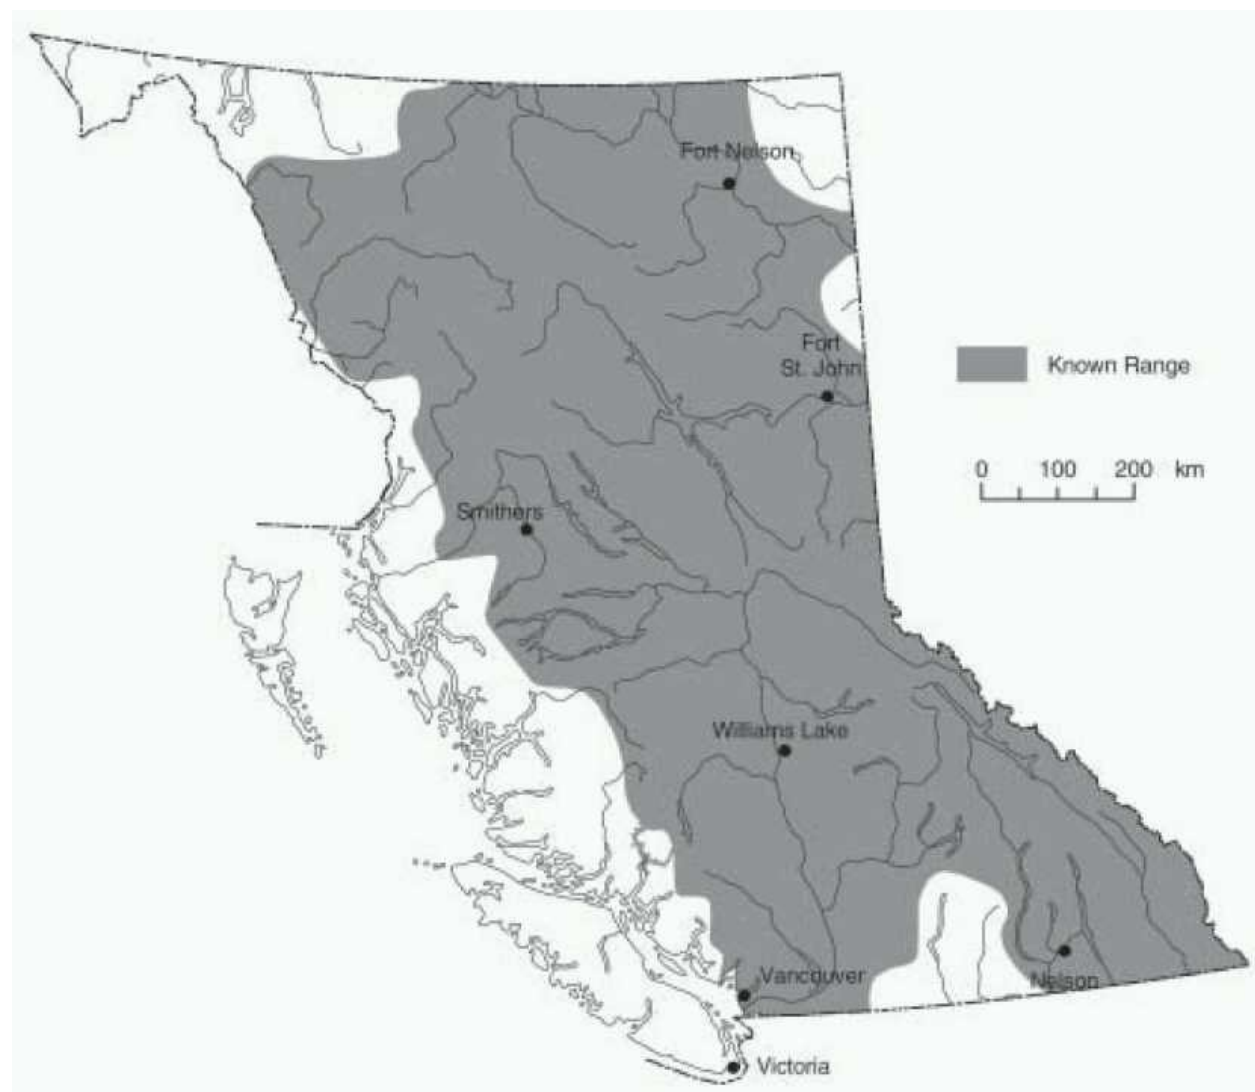 Fort Nelson
Fort
St. John
Known Range
0 100 200 km
Smithers
Williams Lake
Vancouver
Nelson
Victoria